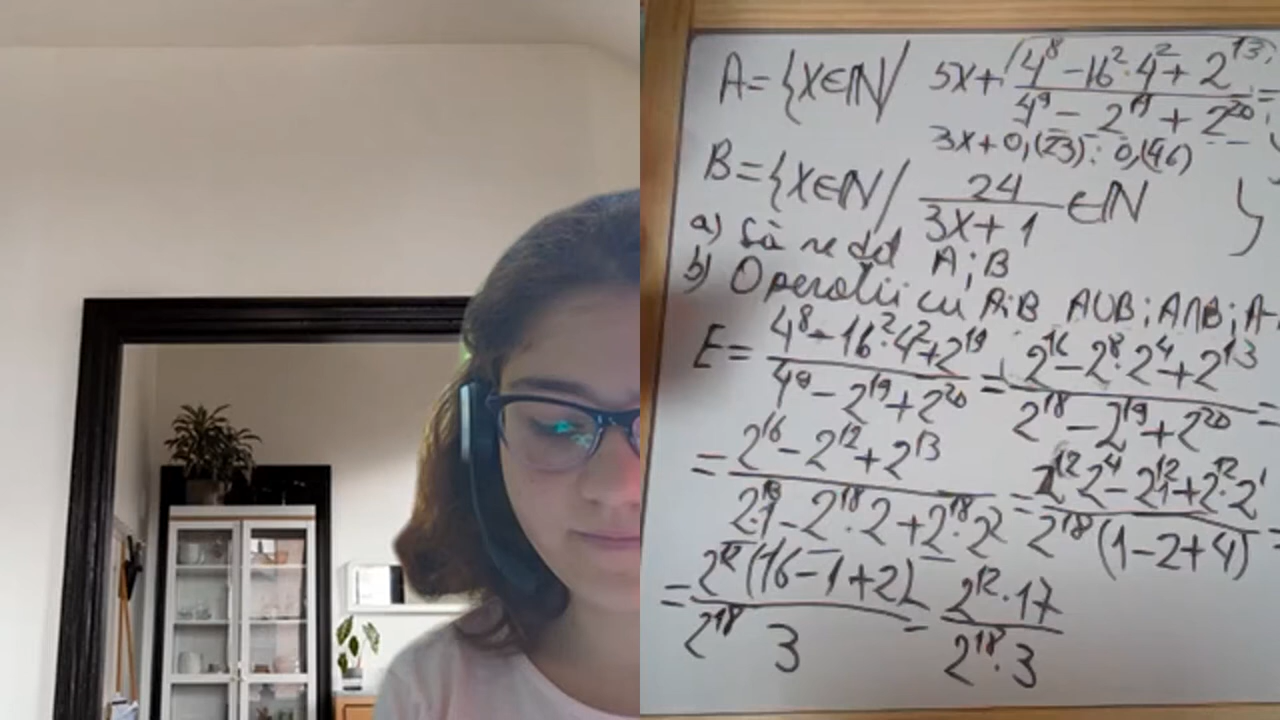 A={x∈ℕ/ 5x+(4⁸-16²·4²+2¹³)/(4⁹-2¹⁹+2²⁰)=
3x+0,(23):0,(46)
B={x∈ℕ/ 24/(3x+1) ∈ℕ }
a) Să se det A;B
b) Operatii cu A;B A∪B;A∩B;A-
E=(4⁸-16²·4²+2¹³)/(4⁹-2¹⁹+2²⁰)=(2¹⁶-2⁸·2⁴+2¹³)/(2¹⁸-2¹⁹+2²⁰)=
=(2¹⁶-2¹²+2¹³)/(2¹⁸·1-2¹⁸·2+2¹⁸·2²)=(2¹²·2⁴-2¹²·1+2¹²·2¹)/(2¹⁸(1-2+4))=
=(2¹²(16-1+2))/(2¹⁸ 3)=(2¹²·17)/(2¹⁸·3)